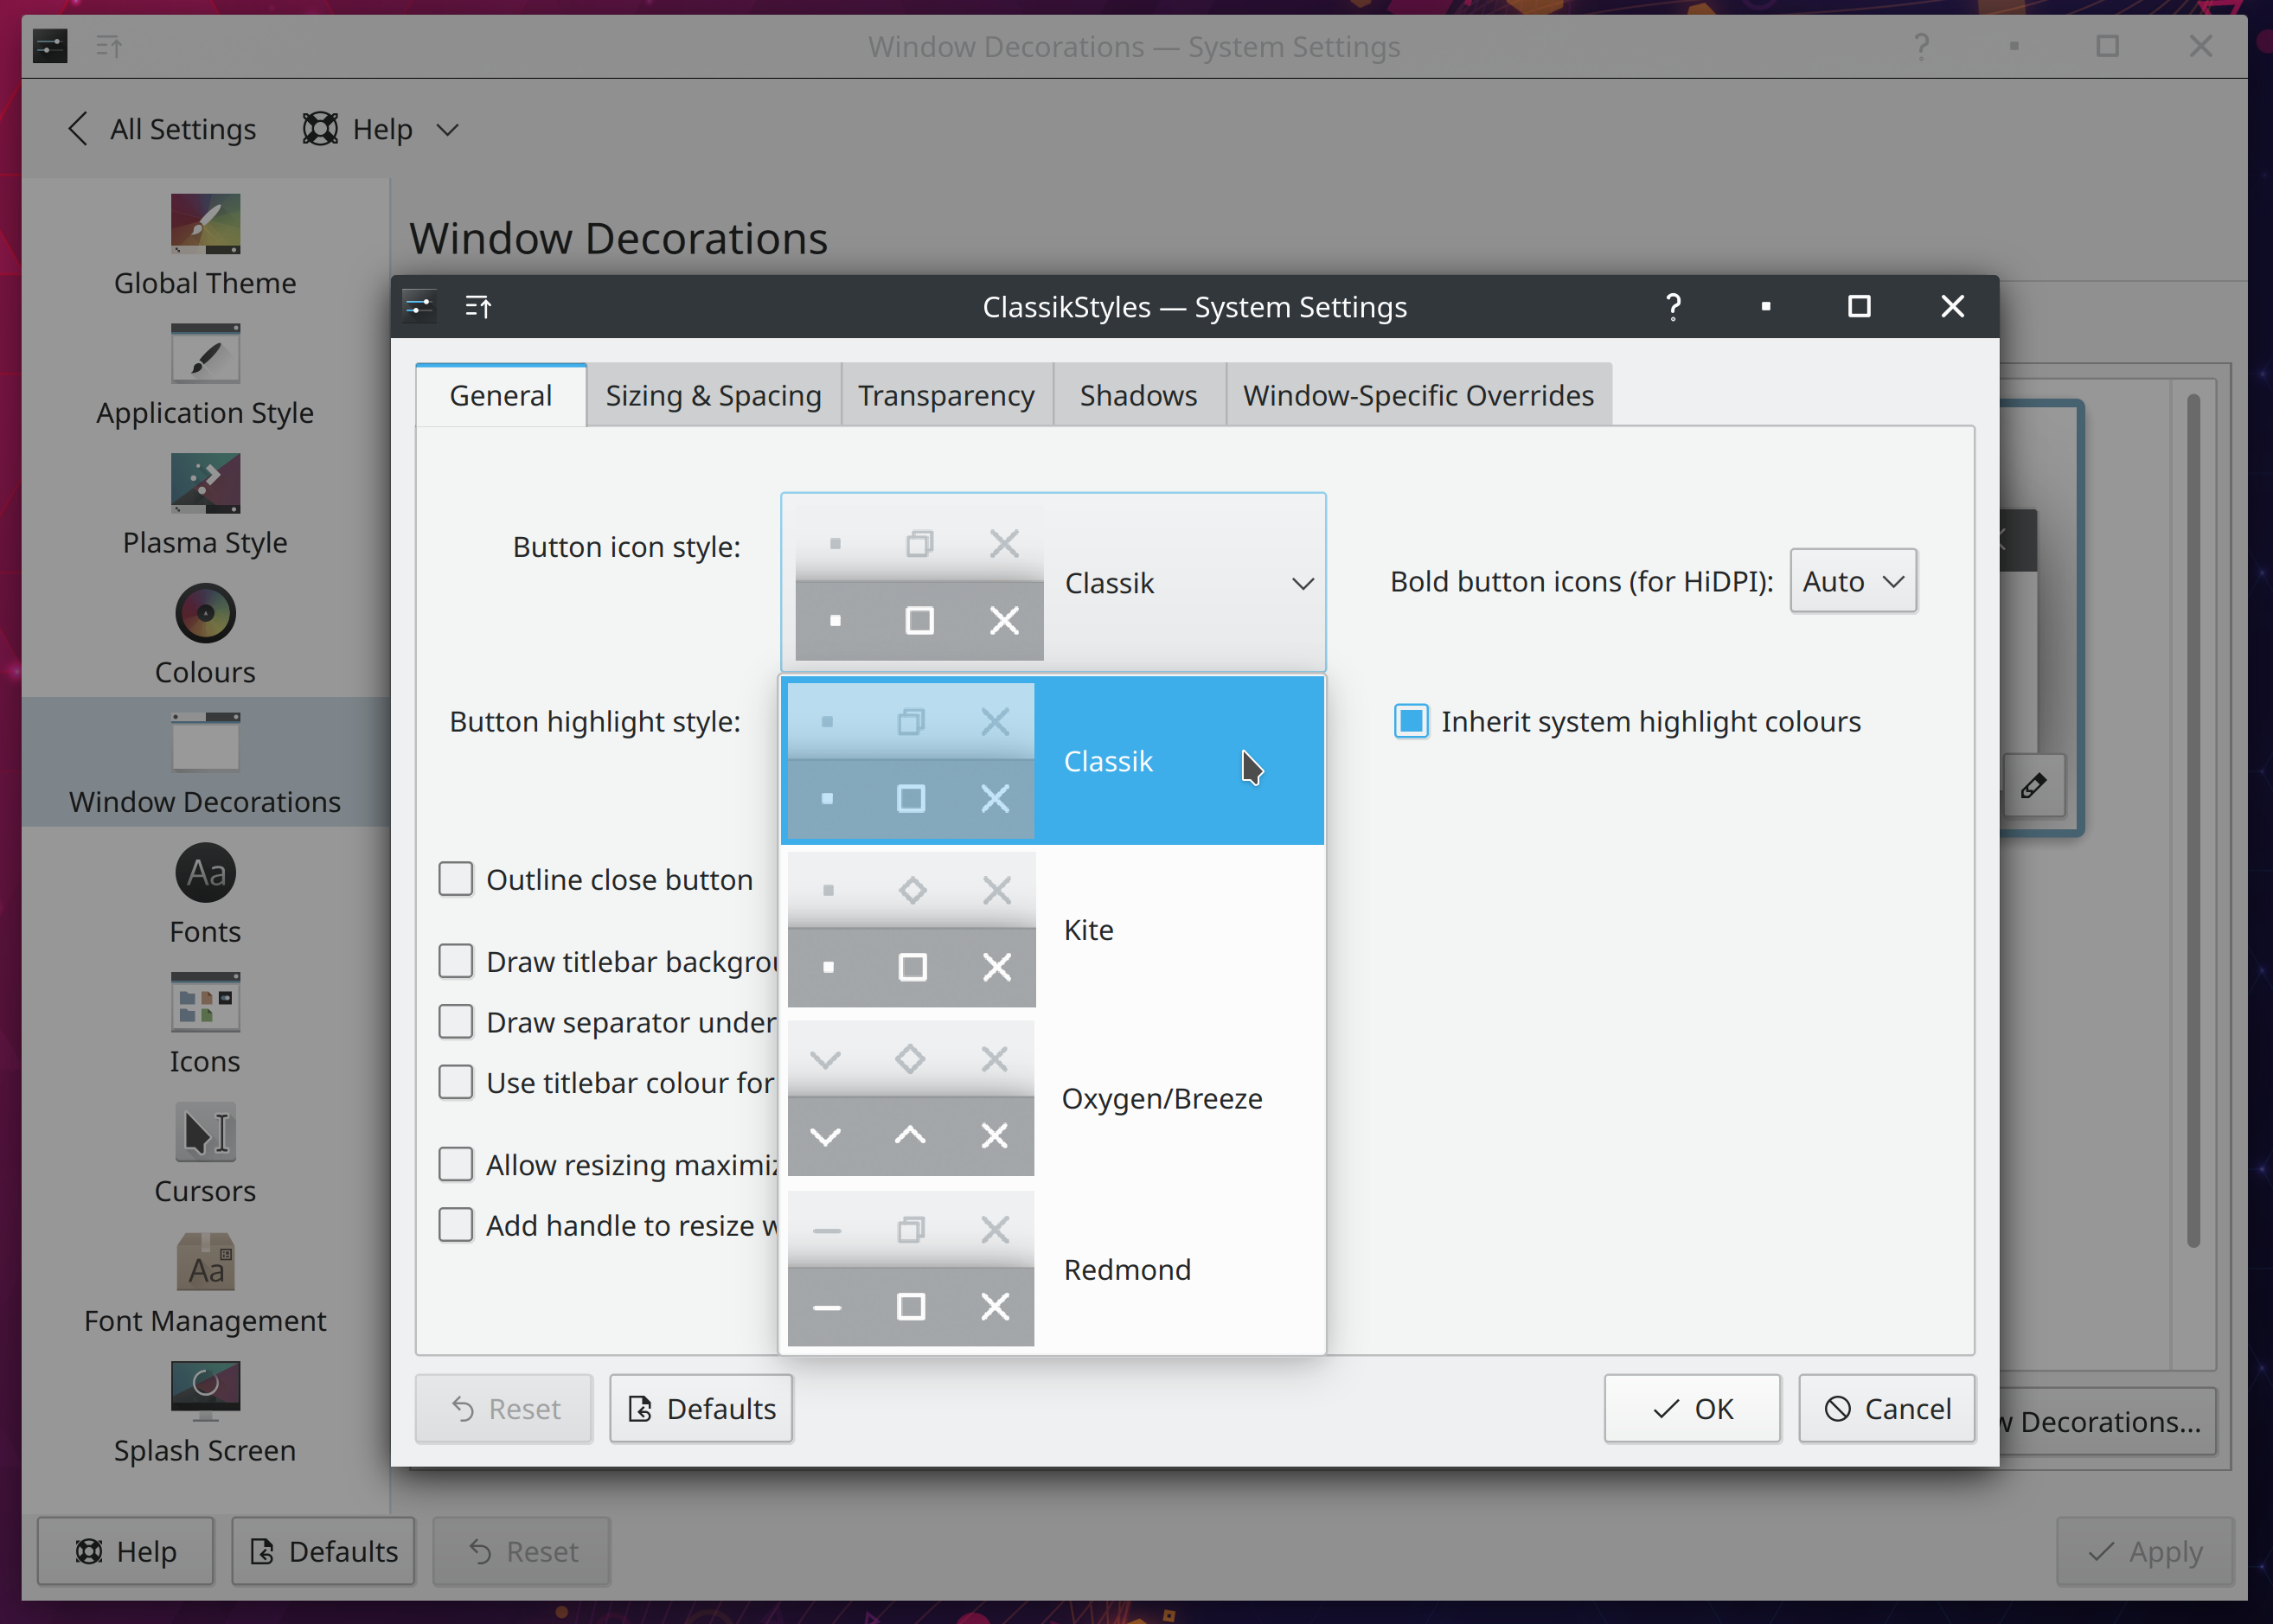 Window Decorations — System Settings
All Settings
Help
Global Theme
Application Style
Plasma Style
Colours
Window Decorations
Fonts
Icons
Cursors
Font Management
Splash Screen
Window Decorations
ClassikStyles — System Settings
General
Sizing & Spacing
Transparency
Shadows
Window-Specific Overrides
Button icon style:
Classik
Bold button icons (for HiDPI):
Auto
Button highlight style:
Inherit system highlight colours
Classik
Kite
Oxygen/Breeze
Redmond
Outline close button
Draw titlebar
Draw separator under
Use titlebar colour for
Allow resizing
Add handle to resize
Reset
Defaults
OK
Cancel
Decorations...
Help
Defaults
Reset
Apply